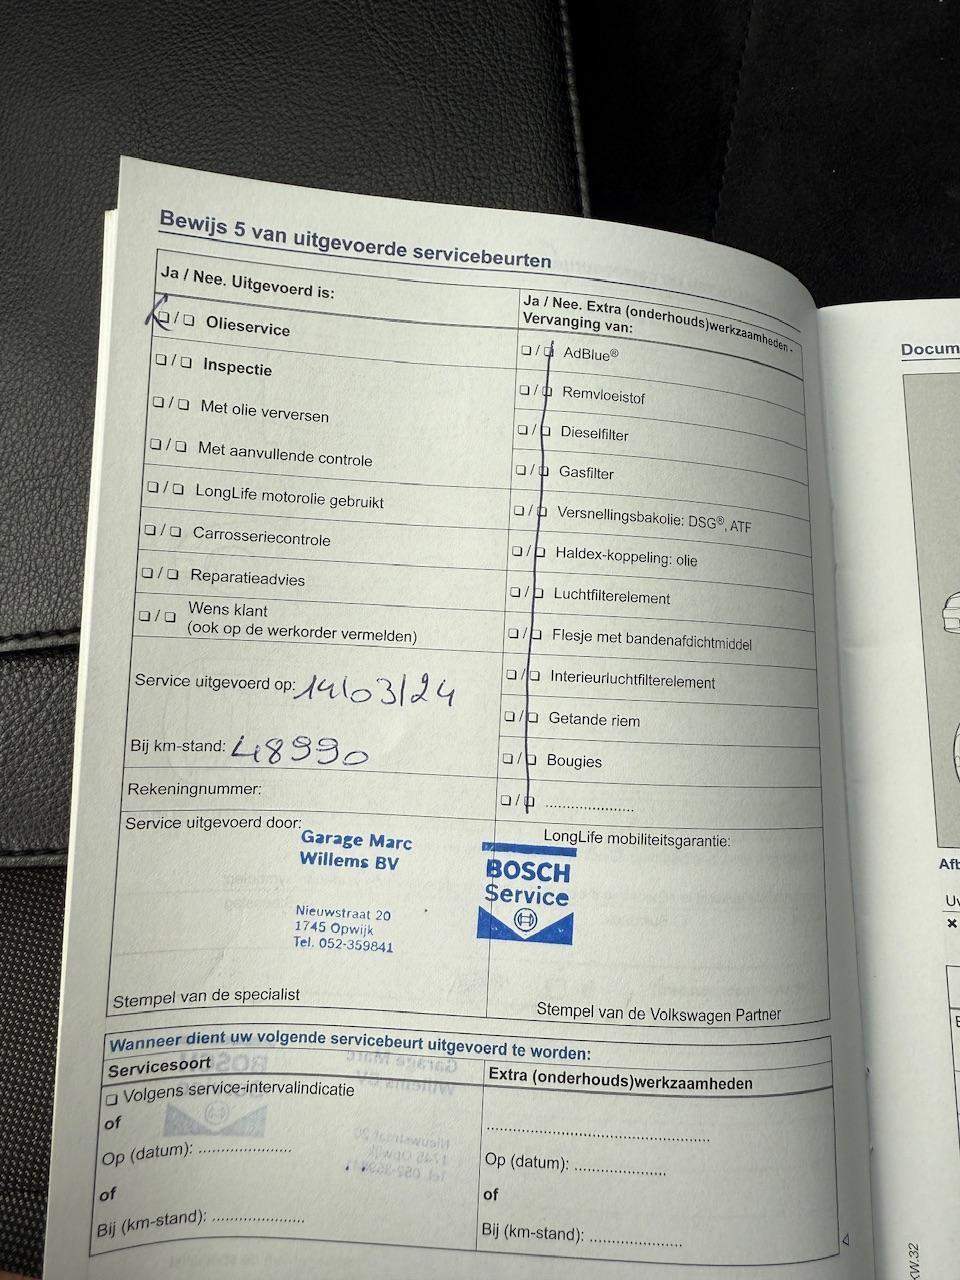 Bewijs 5 van uitgevoerde servicebeurten
Ja / Nee. Uitgevoerd is:
❏ / ❏ Olieservice
❏ / ❏ Inspectie
❏ / ❏ Met olie verversen
❏ / ❏ Met aanvullende controle
❏ / ❏ LongLife motorolie gebruikt
❏ / ❏ Carrosseriecontrole
❏ / ❏ Reparatieadvies
❏ / ❏ Wens klant
(ook op de werkorder vermelden)
Service uitgevoerd op: 14/03/24
Bij km-stand: 48990
Rekeningnummer:
Ja / Nee. Extra (onderhouds)werkzaamheden -
Vervanging van:
❏ / ❏ AdBlue®
❏ / ❏ Remvloeistof
❏ / ❏ Dieselfilter
❏ / ❏ Gasfilter
❏ / ❏ Versnellingsbakolie: DSG®, ATF
❏ / ❏ Haldex-koppeling: olie
❏ / ❏ Luchtfilterelement
❏ / ❏ Flesje met bandenafdichtmiddel
❏ / ❏ Interieurluchtfilterelement
❏ / ❏ Getande riem
❏ / ❏ Bougies
❏ / ❏ ......................
Service uitgevoerd door:
Garage Marc
Willems BV
Nieuwstraat 20
1745 Opwijk
Tel. 052-359841
Stempel van de specialist
LongLife mobiliteitsgarantie:
BOSCH
Service
Stempel van de Volkswagen Partner
Wanneer dient uw volgende servicebeurt uitgevoerd te worden:
Servicesoort
❏ Volgens service-intervalindicatie
of
Op (datum): ......................
of
Bij (km-stand): ......................
Extra (onderhouds)werkzaamheden
......................................................
Op (datum): ......................
of
Bij (km-stand): ......................
Docum
Afb
KW.32